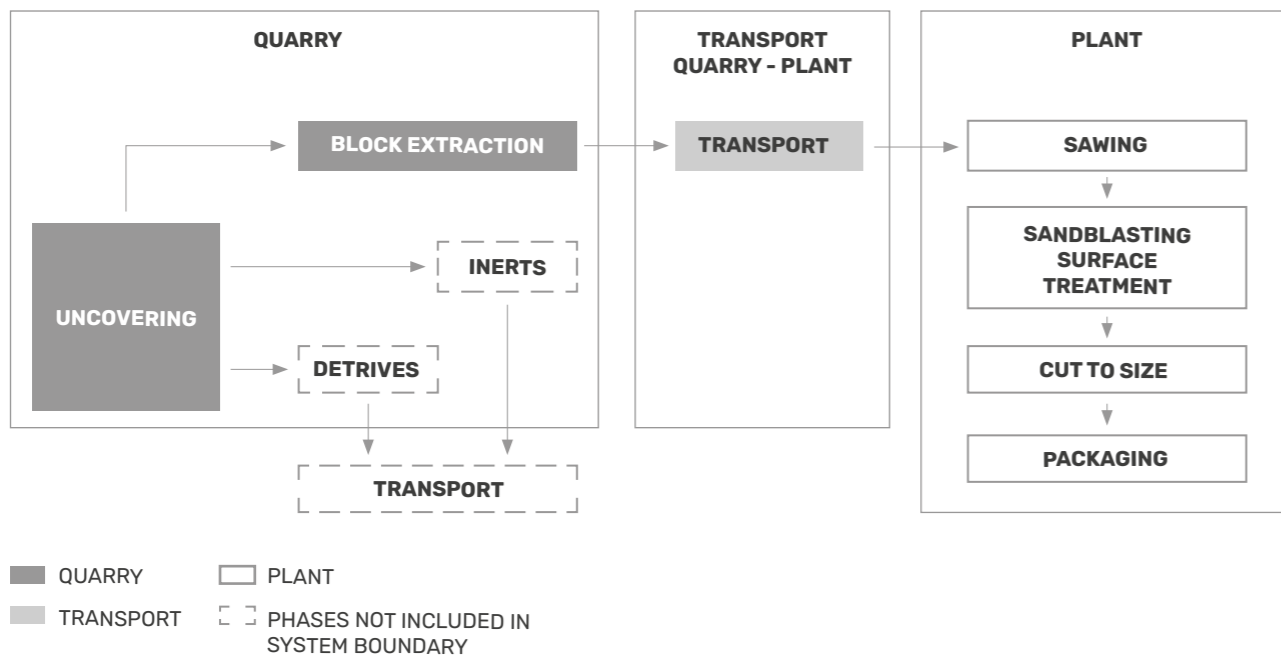 QUARRY
TRANSPORT
QUARRY - PLANT
PLANT
BLOCK EXTRACTION
TRANSPORT
SAWING
UNCOVERING
INERTS
DETRIVES
TRANSPORT
SANDBLASTING
SURFACE
TREATMENT
CUT TO SIZE
PACKAGING
QUARRY
PLANT
TRANSPORT
PHASES NOT INCLUDED IN
SYSTEM BOUNDARY